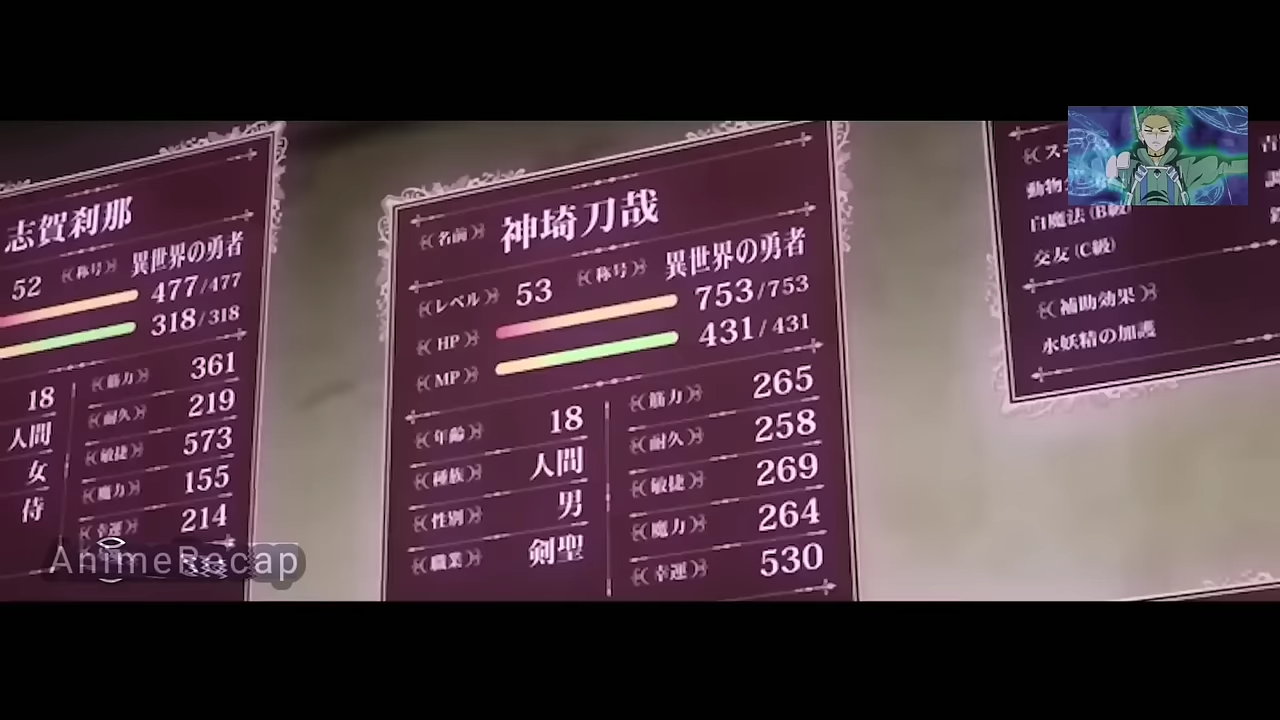 志賀刹那
52 《称号》 異世界の勇者
477/477
318/318
18
人間
女
侍
《筋力》 361
《耐久》 219
《敏捷》 573
《魔力》 155
《幸運》 214
《名前》 神埼刀哉
《レベル》 53 《称号》 異世界の勇者
《HP》 753/753
《MP》 431/431
《年齢》 18
《種族》 人間
《性別》 男
《職業》 剣聖
《筋力》 265
《耐久》 258
《敏捷》 269
《魔力》 264
《幸運》 530
《ス
動物
白魔法(B級)
交友(C級)
《補助効果》
水妖精の加護
AnimeRecap